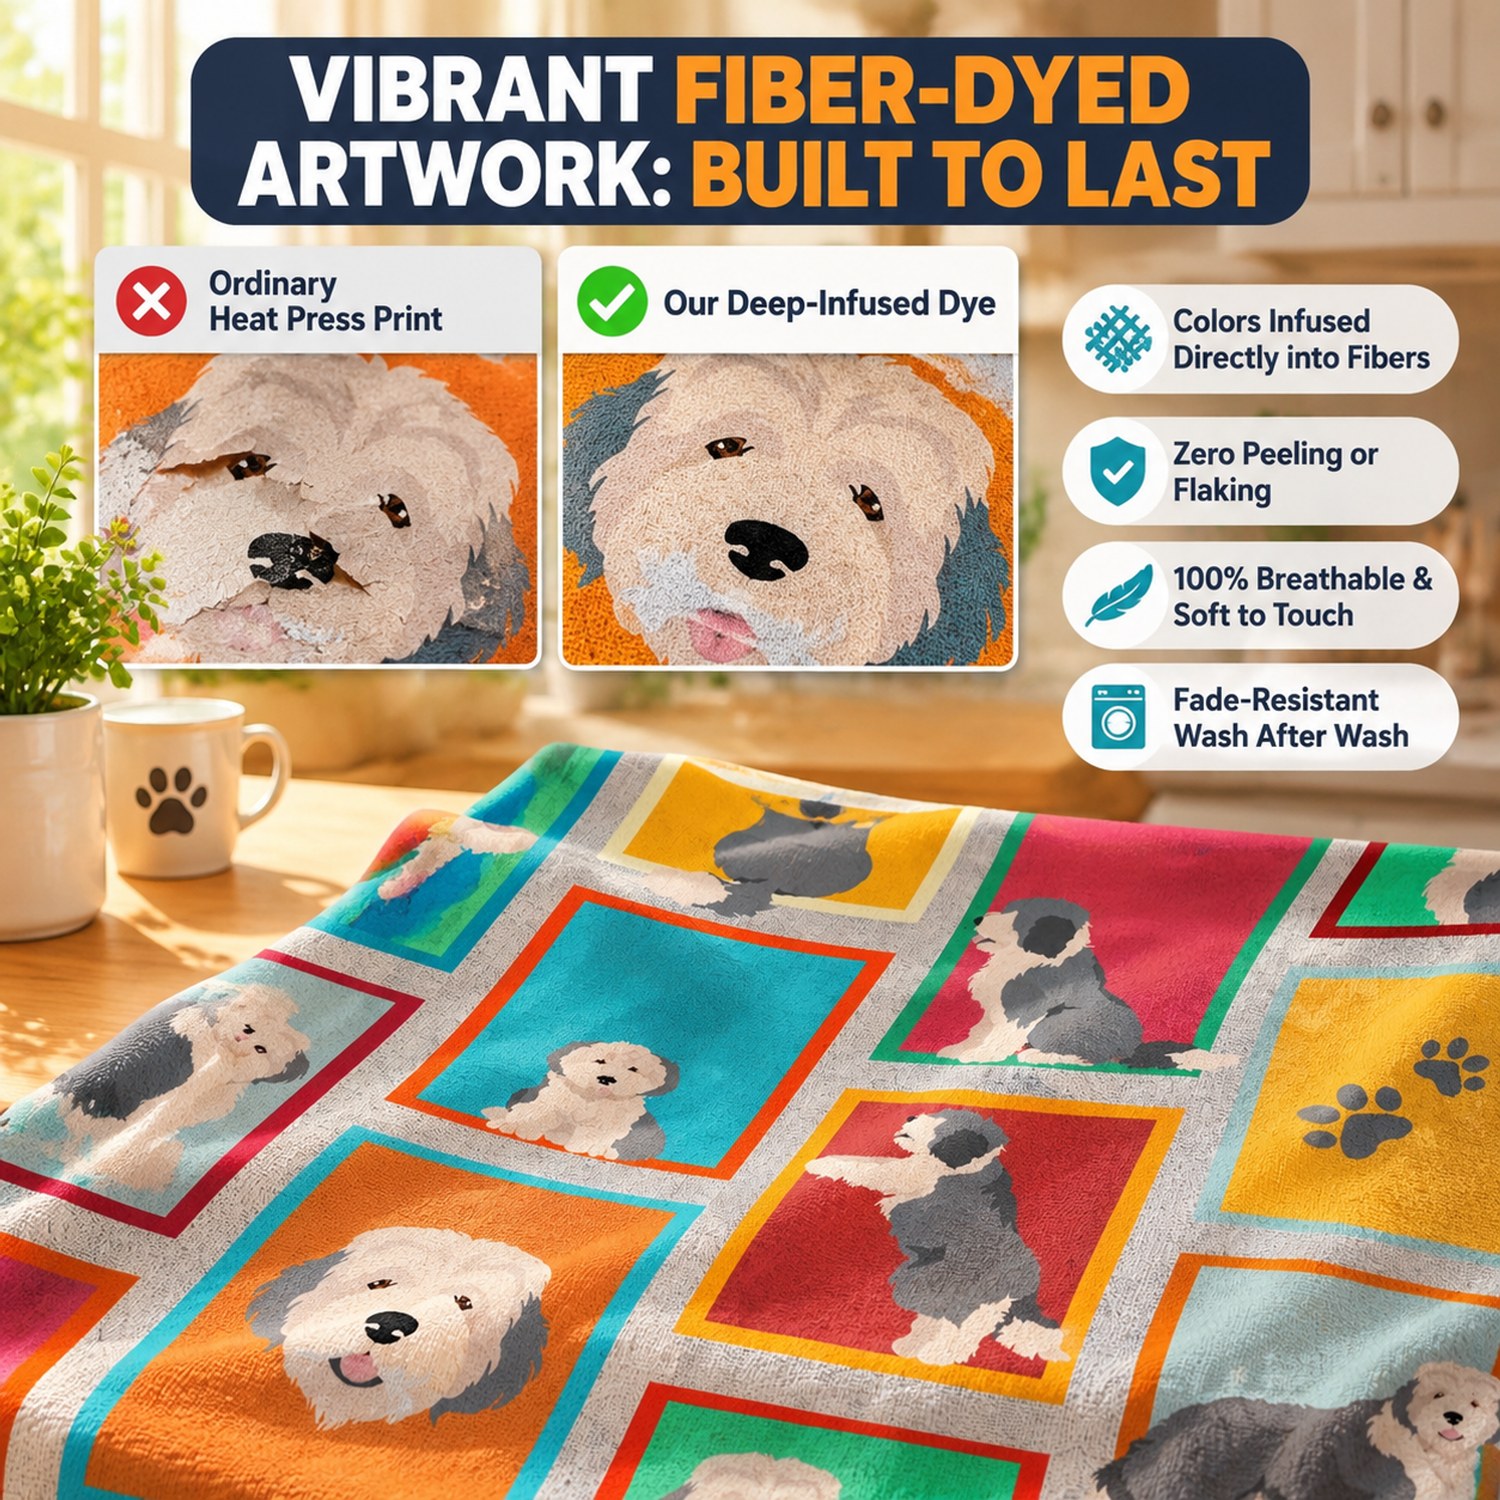 VIBRANT FIBER-DYED
ARTWORK: BUILT TO LAST
Ordinary
Heat Press Print
Our Deep-Infused Dye
Colors Infused
Directly into Fibers
Zero Peeling or
Flaking
100% Breathable &
Soft to Touch
Fade-Resistant
Wash After Wash